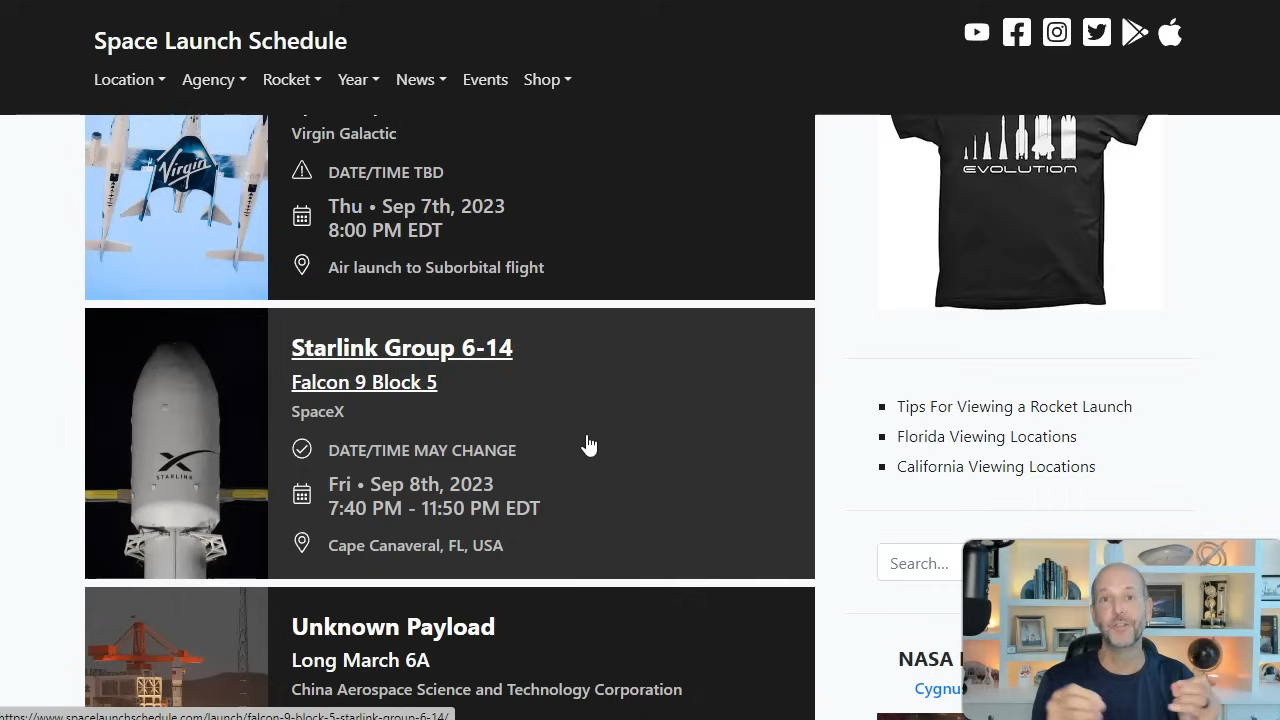 Space Launch Schedule
Location Agency Rocket Year News Events Shop
Virgin Galactic
DATE/TIME TBD
Thu • Sep 7th, 2023
8:00 PM EDT
Air launch to Suborbital flight
Virgin
Starlink Group 6-14
Falcon 9 Block 5
SpaceX
DATE/TIME MAY CHANGE
Fri • Sep 8th, 2023
7:40 PM - 11:50 PM EDT
Cape Canaveral, FL, USA
STARLINK
Unknown Payload
Long March 6A
China Aerospace Science and Technology Corporation
EVOLUTION
Tips For Viewing a Rocket Launch
Florida Viewing Locations
California Viewing Locations
Search...
NASA
Cygnus
https://www.spacelaunchschedule.com/launch/falcon-9-block-5-starlink-group-6-14/